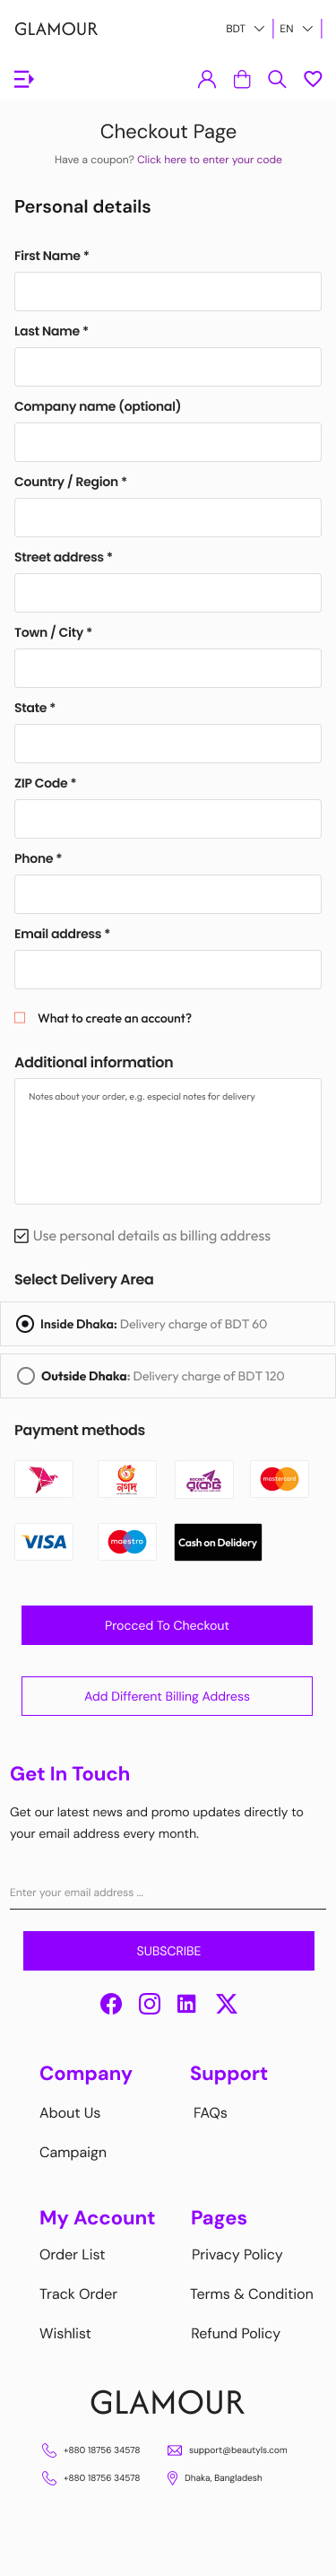 GLAMOUR
BDT EN
Checkout Page
Have a coupon? Click here to enter your code
Personal details
First Name *
Last Name *
Company name (optional)
Country / Region *
Street address *
Town / City *
State *
ZIP Code *
Phone *
Email address *
What to create an account?
Additional information
Notes about your order, e.g. especial notes for delivery
Use personal details as billing address
Select Delivery Area
Inside Dhaka: Delivery charge of BDT 60
Outside Dhaka: Delivery charge of BDT 120
Payment methods
নগদ ROCKET রকেট mastercard
VISA maestro Cash on Delidery
Procced To Checkout
Add Different Billing Address
Get In Touch
Get our latest news and promo updates directly to
your email address every month.
Enter your email address ...
SUBSCRIBE
Company Support
About Us FAQs
Campaign
My Account Pages
Order List Privacy Policy
Track Order Terms & Condition
Wishlist Refund Policy
GLAMOUR
+880 18756 34578 support@beautyls.com
+880 18756 34578 Dhaka, Bangladesh